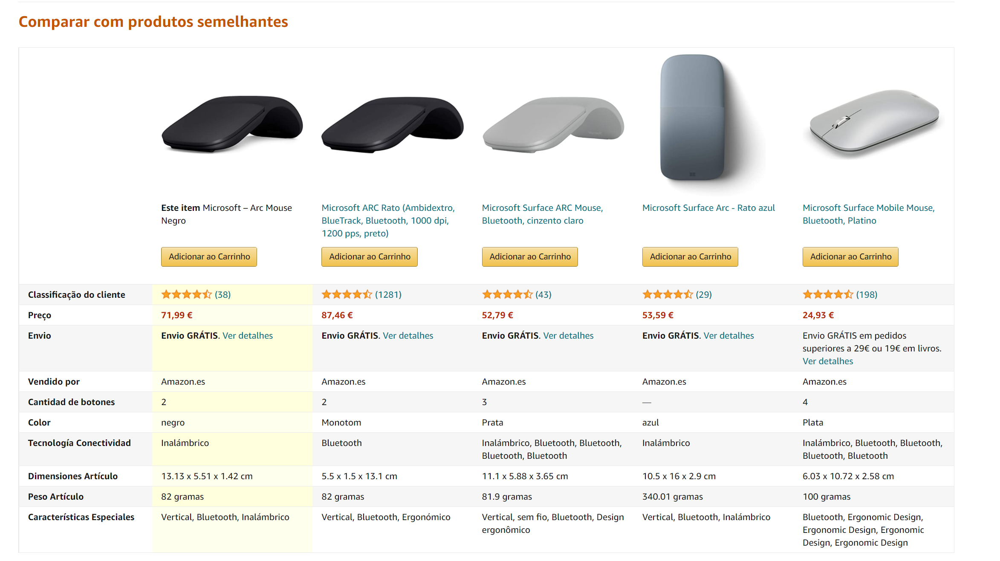 Comparar com produtos semelhantes
Este item Microsoft – Arc Mouse
Negro
Microsoft ARC Rato (Ambidextro,
BlueTrack, Bluetooth, 1000 dpi,
1200 pps, preto)
Microsoft Surface ARC Mouse,
Bluetooth, cinzento claro
Microsoft Surface Arc - Rato azul
Microsoft Surface Mobile Mouse,
Bluetooth, Platino
Adicionar ao Carrinho
Adicionar ao Carrinho
Adicionar ao Carrinho
Adicionar ao Carrinho
Adicionar ao Carrinho
Classificação do cliente
(38)
(1281)
(43)
(29)
(198)
Preço
71,99 €
87,46 €
52,79 €
53,59 €
24,93 €
Envio
Envio GRÁTIS. Ver detalhes
Envio GRÁTIS. Ver detalhes
Envio GRÁTIS. Ver detalhes
Envio GRÁTIS. Ver detalhes
Envio GRÁTIS em pedidos
superiores a 29€ ou 19€ em livros.
Ver detalhes
Vendido por
Amazon.es
Amazon.es
Amazon.es
Amazon.es
Amazon.es
Cantidad de botones
2
2
3
—
4
Color
negro
Monotom
Prata
azul
Plata
Tecnología Conectividad
Inalámbrico
Bluetooth
Inalámbrico, Bluetooth, Bluetooth,
Bluetooth, Bluetooth
Inalámbrico
Inalámbrico, Bluetooth, Bluetooth,
Bluetooth, Bluetooth
Dimensiones Artículo
13.13 x 5.51 x 1.42 cm
5.5 x 1.5 x 13.1 cm
11.1 x 5.88 x 3.65 cm
10.5 x 16 x 2.9 cm
6.03 x 10.72 x 2.58 cm
Peso Artículo
82 gramas
82 gramas
81.9 gramas
340.01 gramas
100 gramas
Características Especiales
Vertical, Bluetooth, Inalámbrico
Vertical, Bluetooth, Ergonómico
Vertical, sem fio, Bluetooth, Design
ergonômico
Vertical, Bluetooth, Inalámbrico
Bluetooth, Ergonomic Design,
Ergonomic Design, Ergonomic
Design, Ergonomic Design